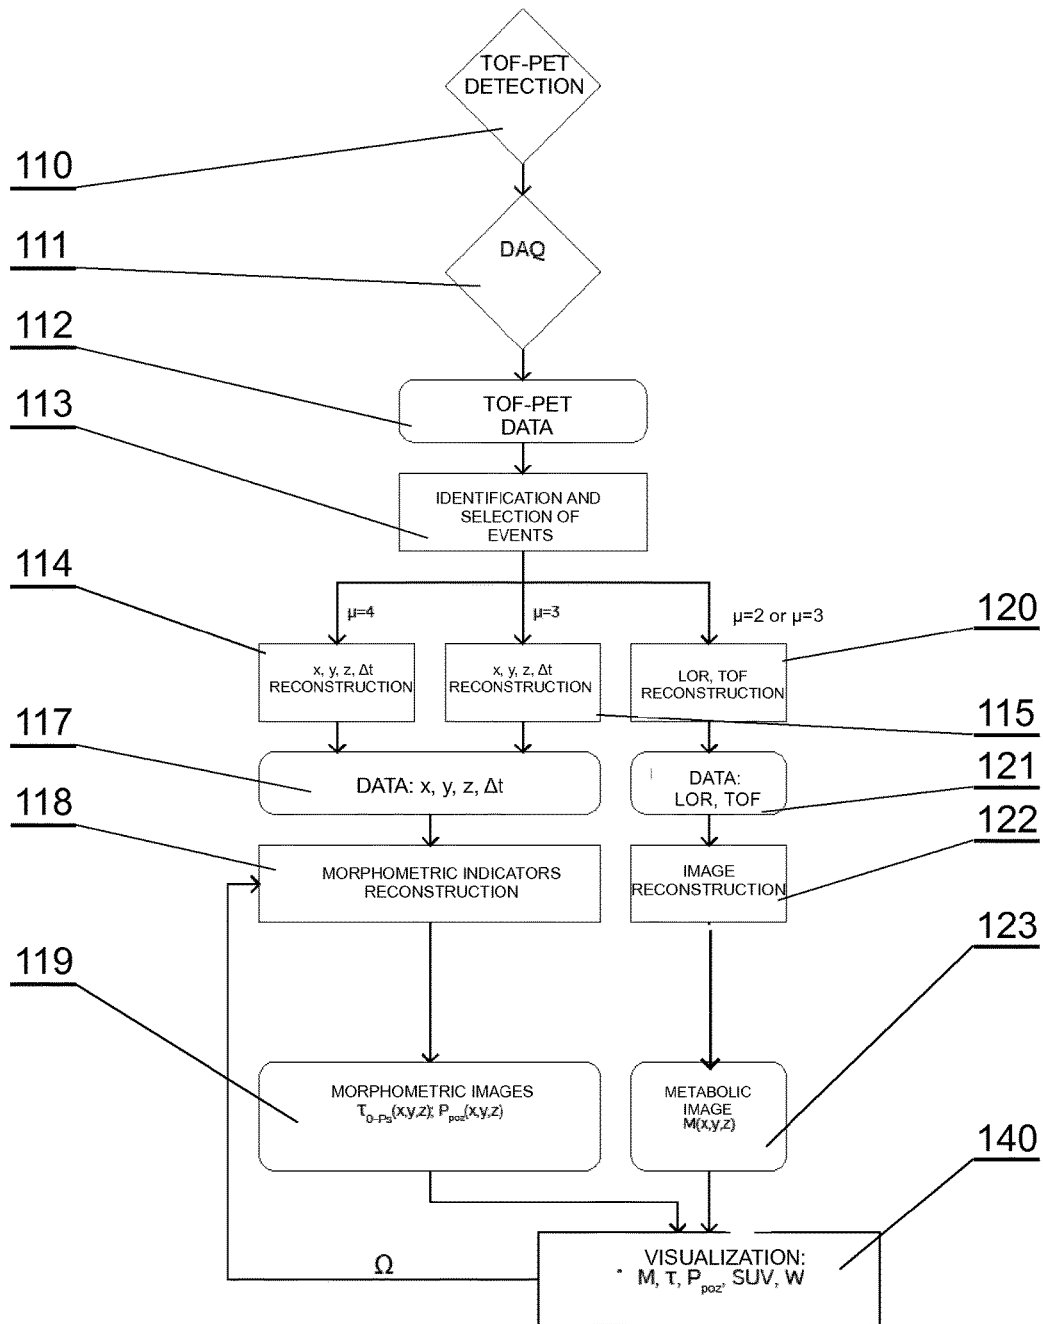 TOF-PET
DETECTION
110
111
DAQ
112
TOF-PET
DATA
113
IDENTIFICATION AND
SELECTION OF
EVENTS
114
μ=4
μ=3
μ=2 or μ=3
120
x, y, z, Δt
RECONSTRUCTION
x, y, z, Δt
RECONSTRUCTION
LOR, TOF
RECONSTRUCTION
115
117
DATA: x, y, z, Δt
DATA:
LOR, TOF
121
118
MORPHOMETRIC INDICATORS
RECONSTRUCTION
IMAGE
RECONSTRUCTION
122
123
119
MORPHOMETRIC IMAGES
τ0-Ps(x,y,z); Ppoz(x,y,z)
METABOLIC
IMAGE
M(x,y,z)
140
Ω
VISUALIZATION:
M, τ, Ppoz, SUV, W